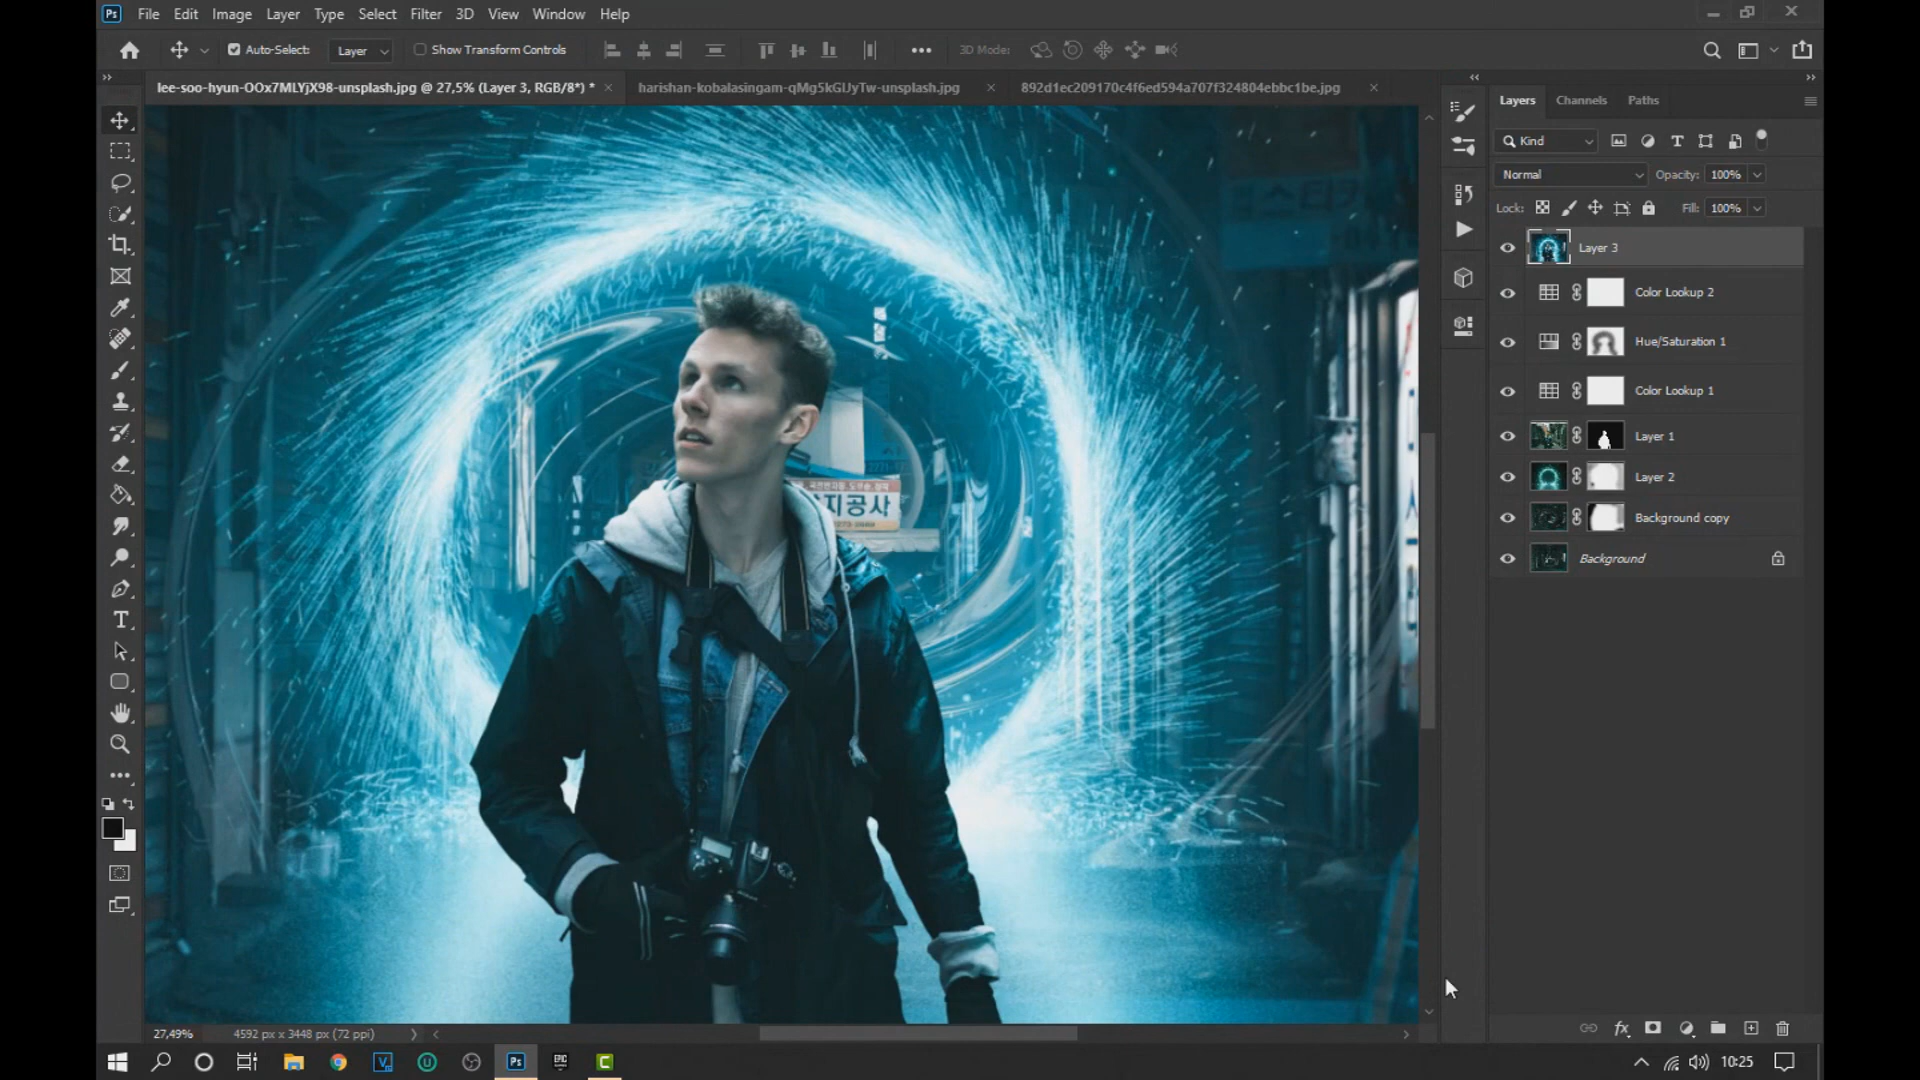 Ps File Edit Image Layer Type Select Filter 3D View Window Help
Auto-Select: Layer Show Transform Controls 3D Mode:
lee-soo-hyun-OOx7MLYjX98-unsplash.jpg @ 27,5% (Layer 3, RGB/8*) * harishan-kobalasingam-qMg5kGUyTw-unsplash.jpg 892d1ec209170c4f6ed594a707f324804ebbc1be.jpg
Layers Channels Paths
Kind
Normal Opacity: 100%
Lock: Fill: 100%
Layer 3
Color Lookup 2
Hue/Saturation 1
Color Lookup 1
Layer 1
Layer 2
Background copy
Background
지공사
27,49% 4592 px x 3448 px (72 ppi)
Ps EPIC C 10:25